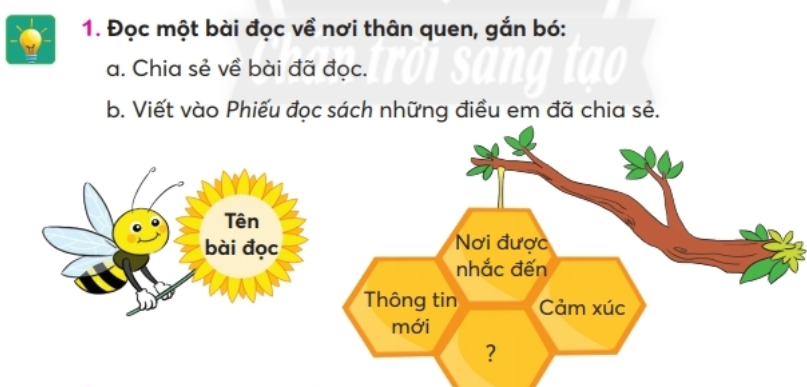 1. Đọc một bài đọc về nơi thân quen, gắn bó:
Chân trời sáng tạo
a. Chia sẻ về bài đã đọc.
b. Viết vào Phiếu đọc sách những điều em đã chia sẻ.
Tên
bài đọc
Nơi được
nhắc đến
Thông tin
mới
Cảm xúc
?